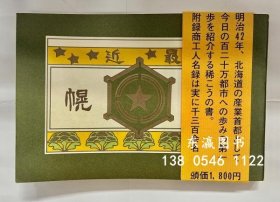 最近
幌
明治42年、北海道の産業首都
今日の百二十万都市への歩み
歩を紹介する稀こうの書。
附録商工人名録は実に千三百
頒価1,800円
东瀛图书
138 0546 1122